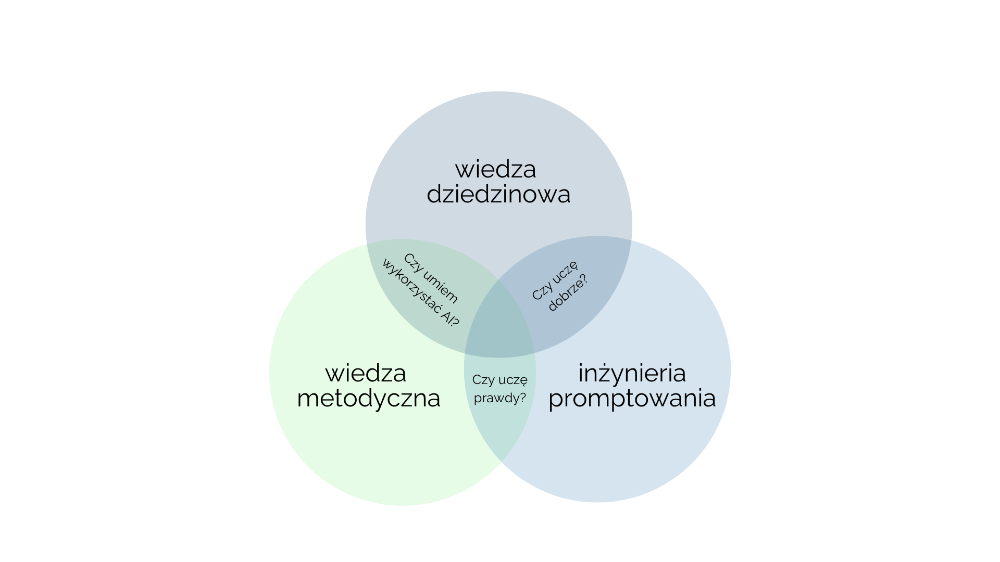 wiedza
dziedzinowa
Czy umiem
wykorzystać AI?
Czy uczę
dobrze?
wiedza
metodyczna
Czy uczę
prawdy?
inżynieria
promptowania